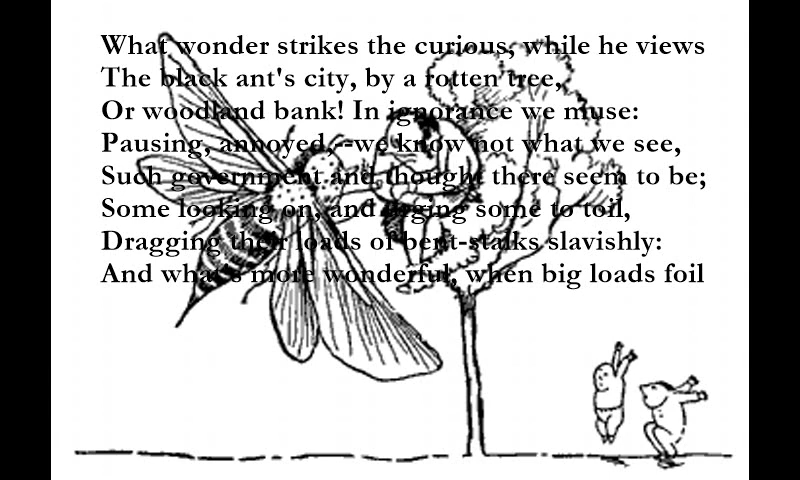 What wonder strikes the curious, while he views
The black ant's city, by a rotten tree,
Or woodland bank! In ignorance we muse:
Pausing, annoyed,--we know not what we see,
Such government and thought there seem to be;
Some looking on, and urging some to toil,
Dragging their loads of bent-stalks slavishly:
And what's more wonderful, when big loads foil